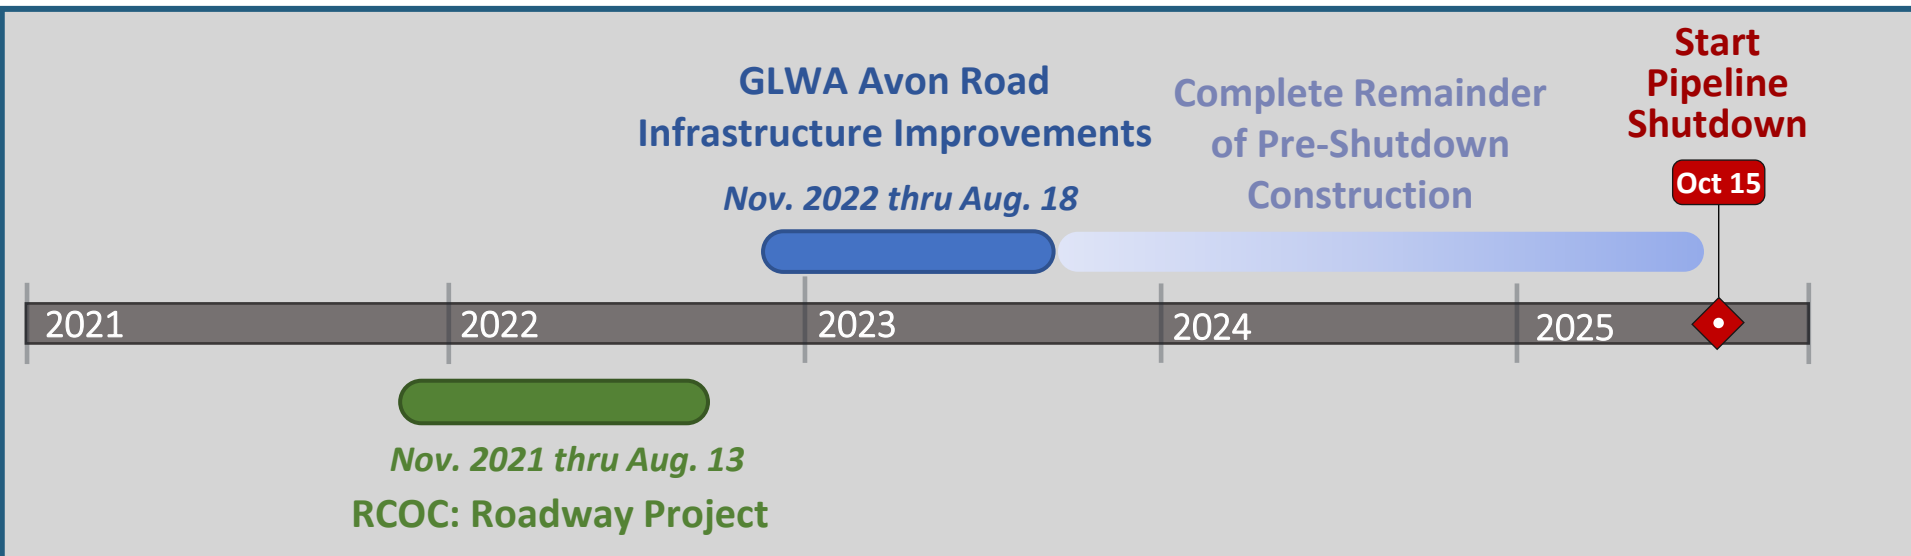 GLWA Avon Road
Infrastructure Improvements
Nov. 2022 thru Aug. 18
Complete Remainder
of Pre-Shutdown
Construction
Start
Pipeline
Shutdown
Oct 15
2021
2022
2023
2024
2025
Nov. 2021 thru Aug. 13
RCOC: Roadway Project